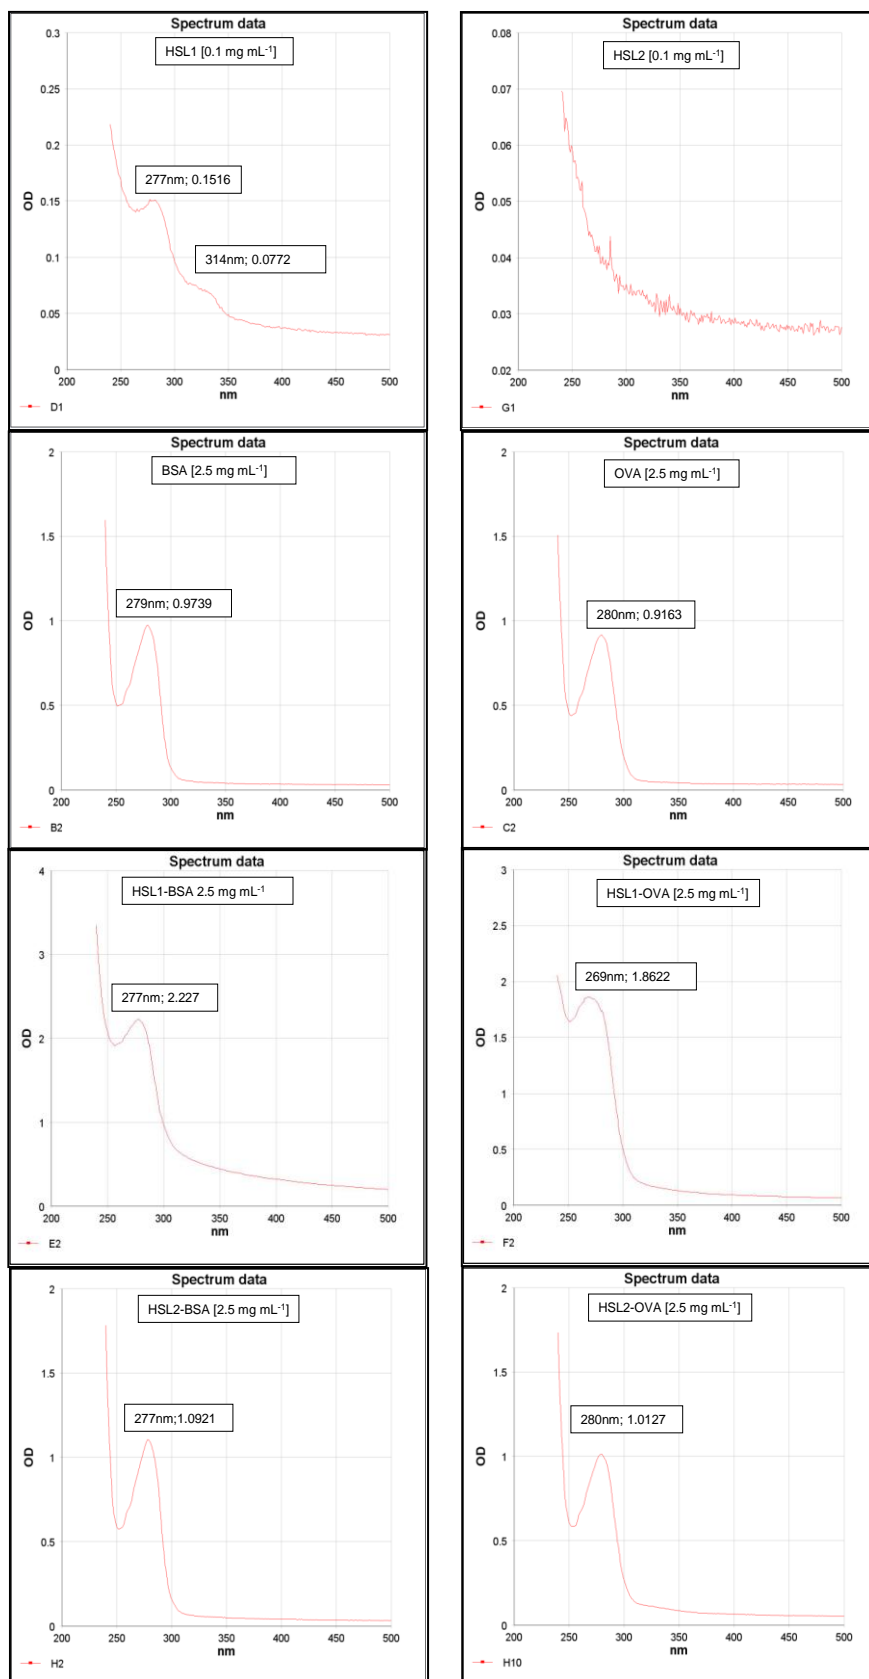 Spectrum data
HSL1 [0.1 mg mL-1]
0.3
0.25
0.2
0.15
0.1
0.05
0
OD
277nm; 0.1516
314nm; 0.0772
200 250 300 350 400 450 500
nm
D1
Spectrum data
HSL2 [0.1 mg mL-1]
0.08
0.07
0.06
0.05
0.04
0.03
0.02
OD
200 250 300 350 400 450 500
nm
G1
Spectrum data
BSA [2.5 mg mL-1]
2
1.5
1
0.5
0
OD
279nm; 0.9739
200 250 300 350 400 450 500
nm
B2
Spectrum data
OVA [2.5 mg mL-1]
2
1.5
1
0.5
0
OD
280nm; 0.9163
200 250 300 350 400 450 500
nm
C2
Spectrum data
HSL1-BSA 2.5 mg mL-1
4
3
2
1
0
OD
277nm; 2.227
200 250 300 350 400 450 500
nm
E2
Spectrum data
HSL1-OVA [2.5 mg mL-1]
3
2.5
2
1.5
1
0.5
0
OD
269nm; 1.8622
200 250 300 350 400 450 500
nm
F2
Spectrum data
HSL2-BSA [2.5 mg mL-1]
2
1.5
1
0.5
0
OD
277nm;1.0921
200 250 300 350 400 450 500
nm
H2
Spectrum data
HSL2-OVA [2.5 mg mL-1]
2
1.5
1
0.5
0
OD
280nm; 1.0127
200 250 300 350 400 450 500
nm
H10